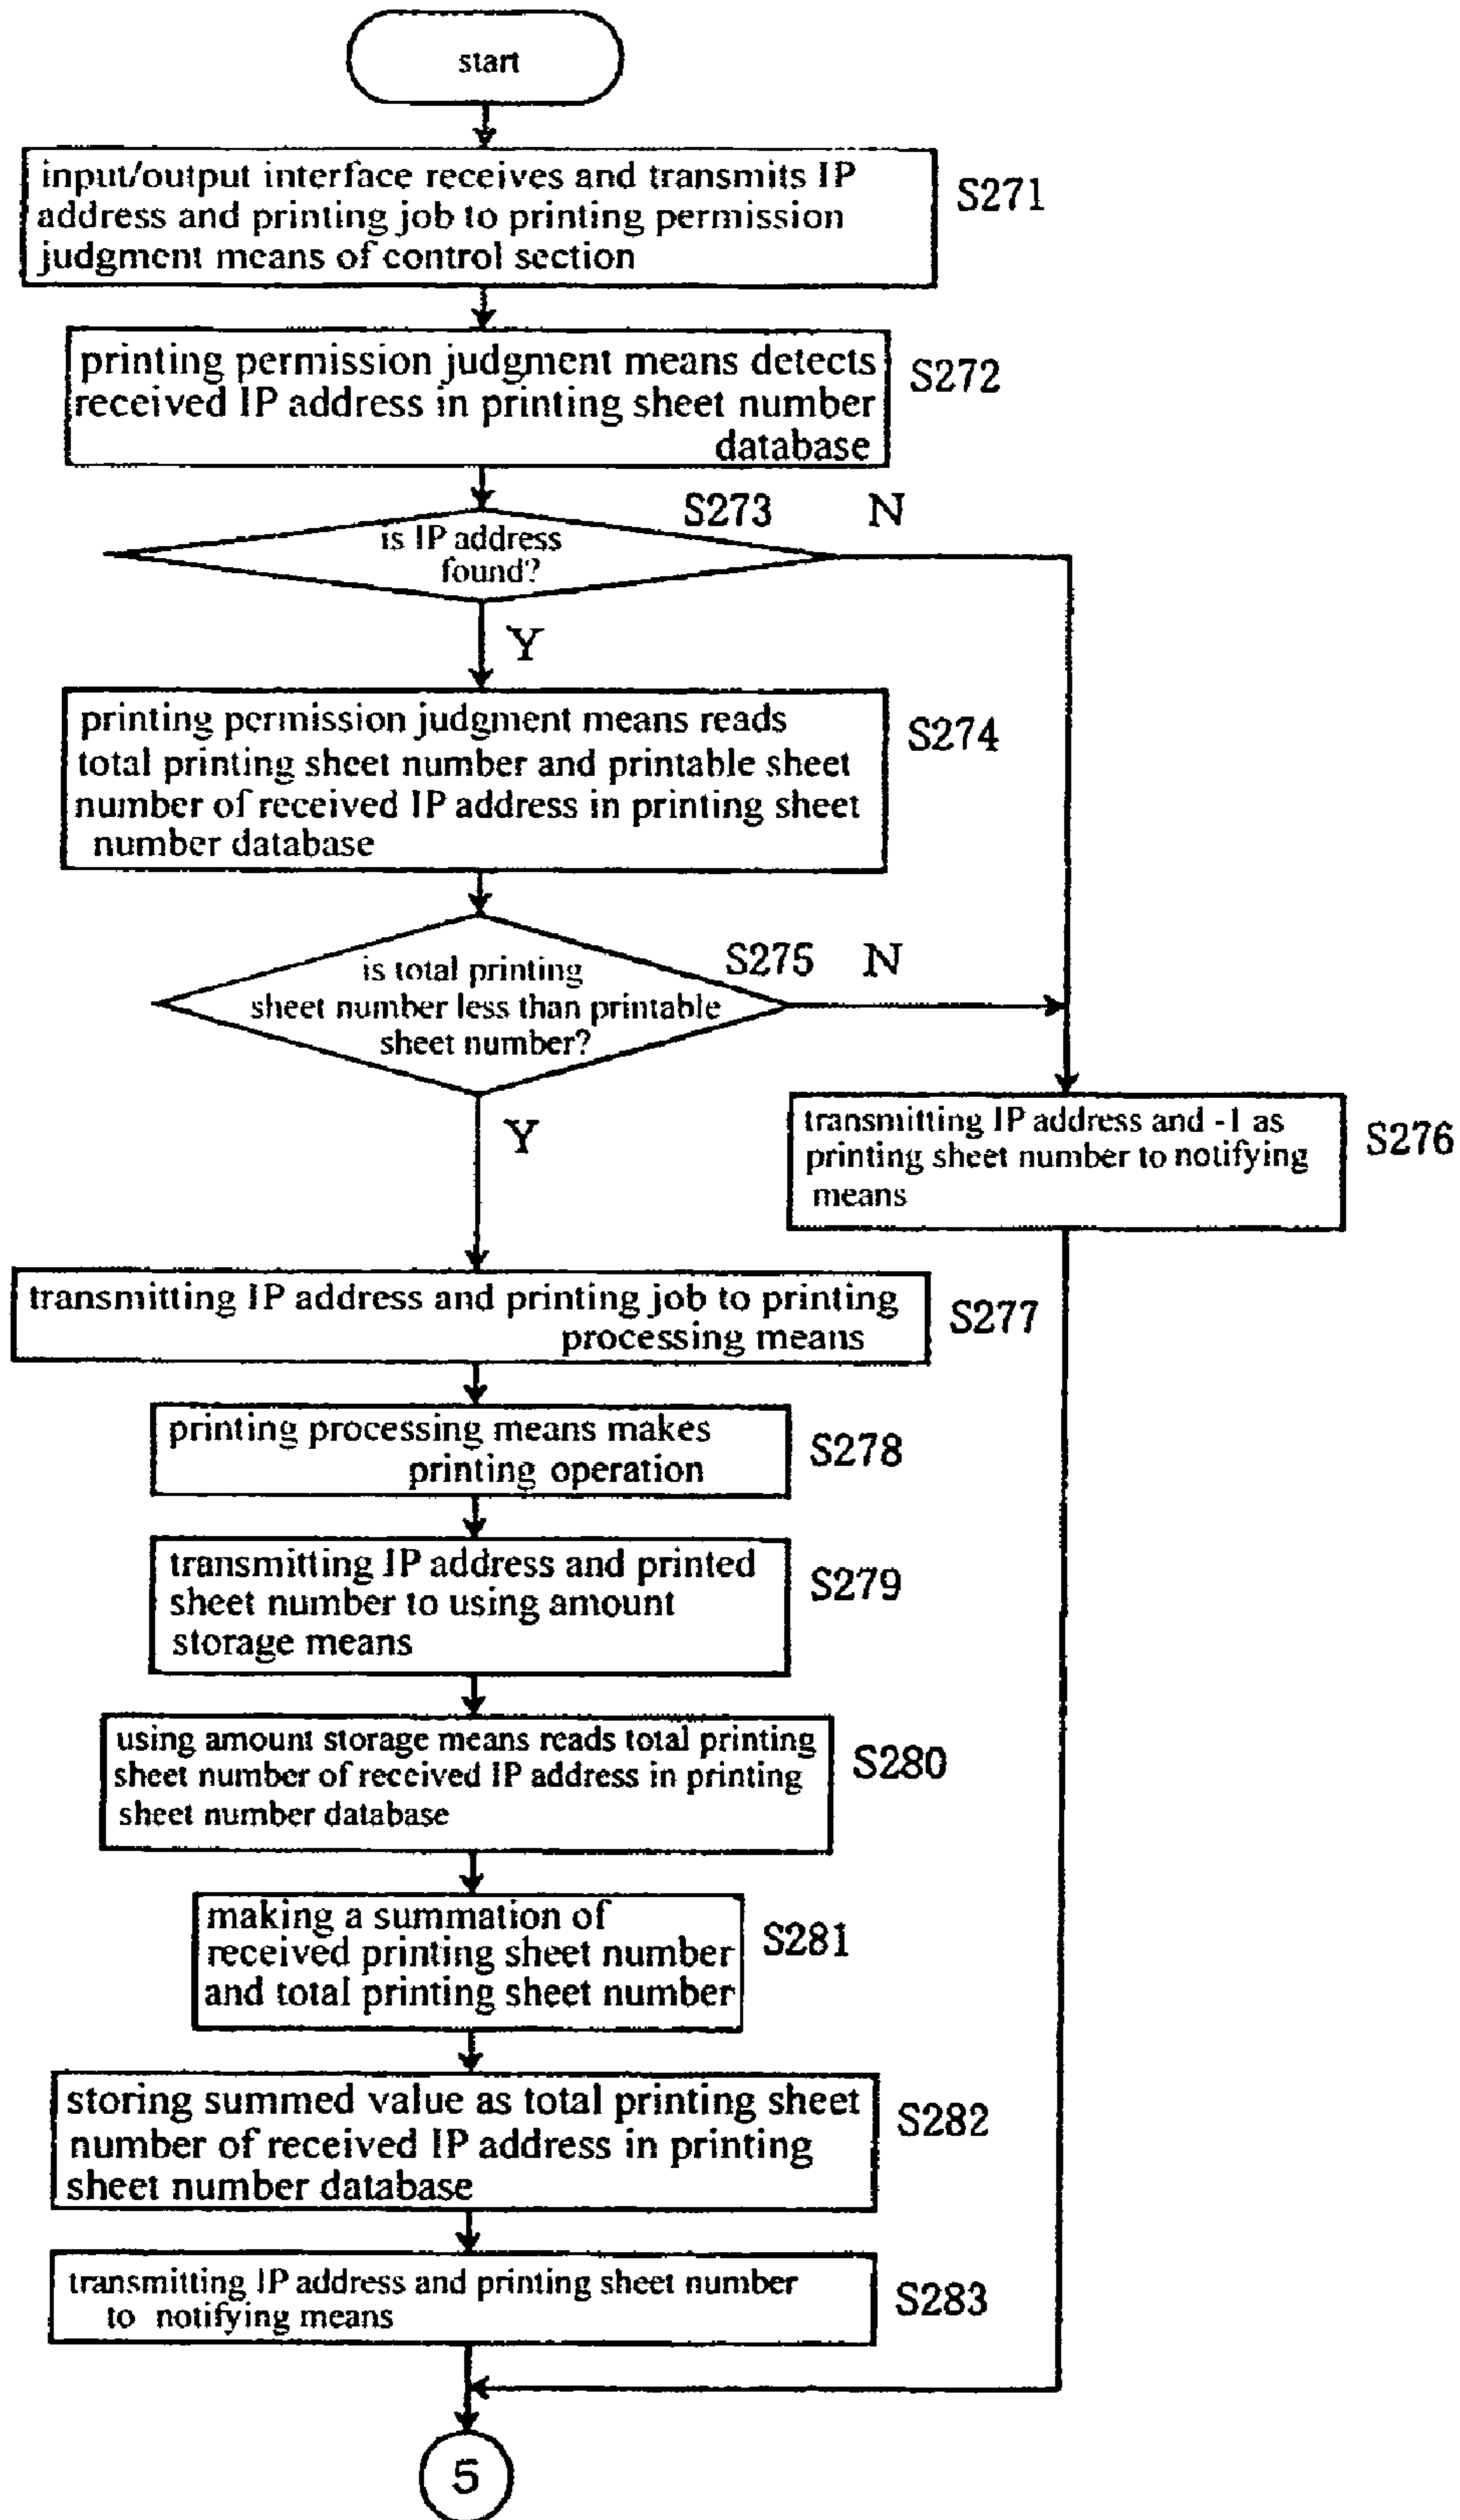 start
input/output interface receives and transmits IP
address and printing job to printing permission
judgment means of control section
S271
printing permission judgment means detects
received IP address in printing sheet number
database
S272
S273 N
is IP address
found?
Y
printing permission judgment means reads
total printing sheet number and printable sheet
number of received IP address in printing sheet
number database
S274
S275 N
is total printing
sheet number less than printable
sheet number?
Y
transmitting IP address and -1 as
printing sheet number to notifying
means
S276
transmitting IP address and printing job to printing
processing means
S277
printing processing means makes
printing operation
S278
transmitting IP address and printed
sheet number to using amount
storage means
S279
using amount storage means reads total printing
sheet number of received IP address in printing
sheet number database
S280
making a summation of
received printing sheet number
and total printing sheet number
S281
storing summed value as total printing sheet
number of received IP address in printing
sheet number database
S282
transmitting IP address and printing sheet number
to notifying means
S283
5